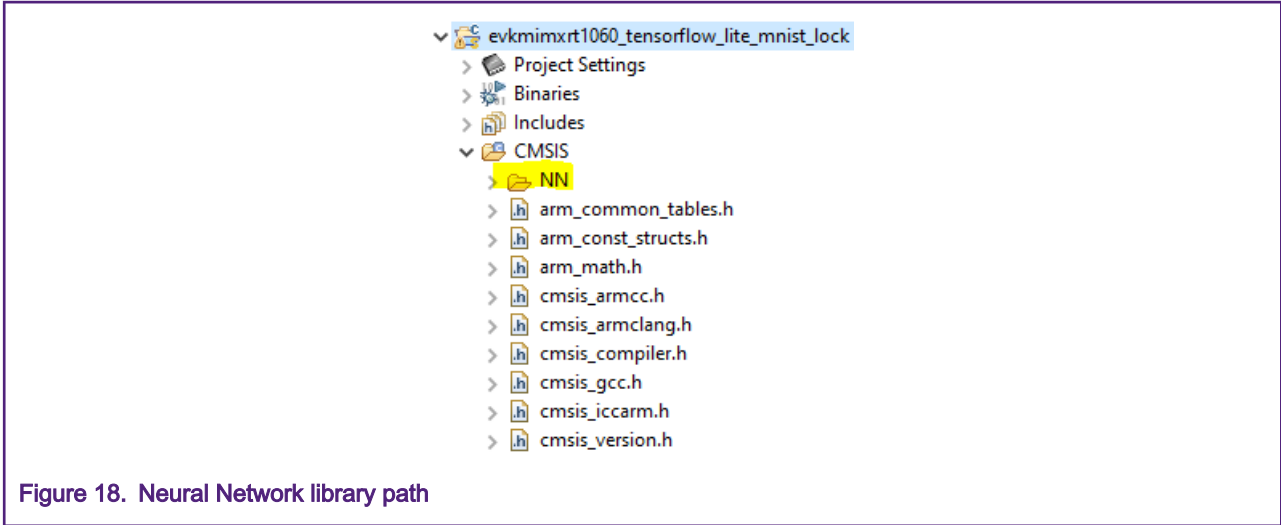 evkmimxrt1060_tensorflow_lite_mnist_lock
Project Settings
Binaries
Includes
CMSIS
NN
arm_common_tables.h
arm_const_structs.h
arm_math.h
cmsis_armcc.h
cmsis_armclang.h
cmsis_compiler.h
cmsis_gcc.h
cmsis_iccarm.h
cmsis_version.h
Figure 18. Neural Network library path